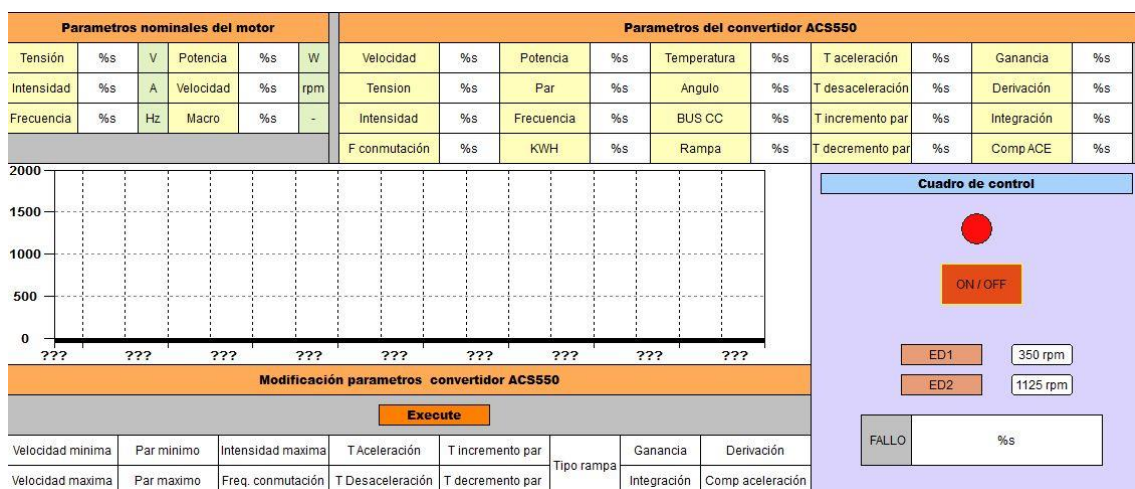 Parametros nominales del motor
Parametros del convertidor ACS550
Tensión %s V Potencia %s W Velocidad %s Potencia %s Temperatura %s T aceleración %s Ganancia %s
Intensidad %s A Velocidad %s rpm Tension %s Par %s Angulo %s T desaceleración %s Derivación %s
Frecuencia %s Hz Macro %s - Intensidad %s Frecuencia %s BUS CC %s T incremento par %s Integración %s
F conmutación %s KWH %s Rampa %s T decremento par %s Comp ACE %s
2000
1500
1000
500
0
??? ??? ??? ??? ??? ??? ??? ??? ???
Cuadro de control
ON / OFF
ED1 350 rpm
ED2 1125 rpm
FALLO %s
Modificación parametros convertidor ACS550
Execute
Velocidad minima Par minimo Intensidad maxima T Aceleración T incremento par Tipo rampa Ganancia Derivación
Velocidad maxima Par maximo Freq. conmutación T Desaceleración T decremento par Integración Comp aceleración